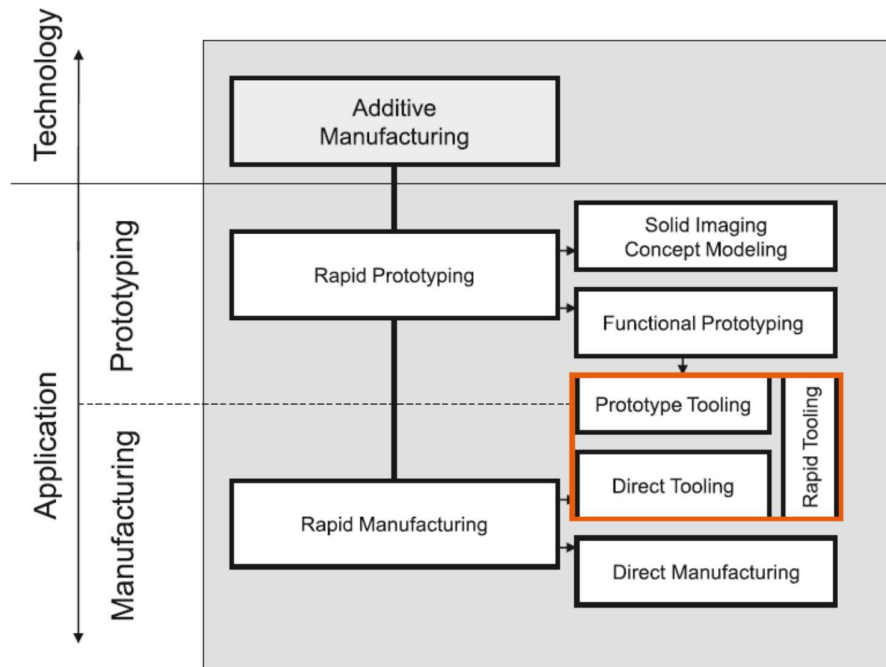 Technology
Additive
Manufacturing
Application
Prototyping
Rapid Prototyping
Solid Imaging
Concept Modeling
Functional Prototyping
Prototype Tooling
Rapid Tooling
Manufacturing
Direct Tooling
Rapid Manufacturing
Direct Manufacturing